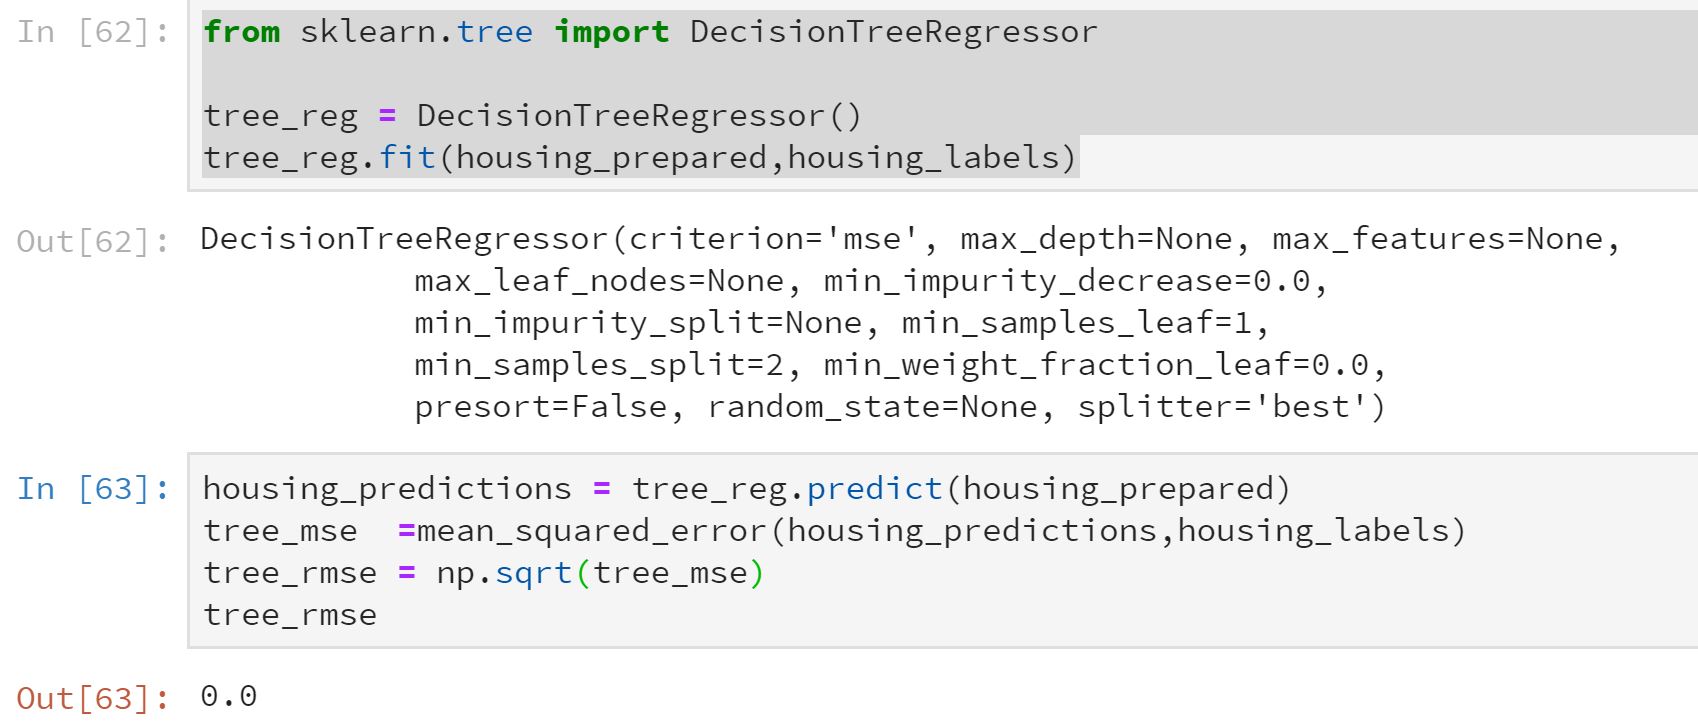 In [62]: from sklearn.tree import DecisionTreeRegressor
tree_reg = DecisionTreeRegressor()
tree_reg.fit(housing_prepared,housing_labels)
Out[62]: DecisionTreeRegressor(criterion='mse', max_depth=None, max_features=None,
max_leaf_nodes=None, min_impurity_decrease=0.0,
min_impurity_split=None, min_samples_leaf=1,
min_samples_split=2, min_weight_fraction_leaf=0.0,
presort=False, random_state=None, splitter='best')
In [63]: housing_predictions = tree_reg.predict(housing_prepared)
tree_mse  =mean_squared_error(housing_predictions,housing_labels)
tree_rmse = np.sqrt(tree_mse)
tree_rmse
Out[63]: 0.0